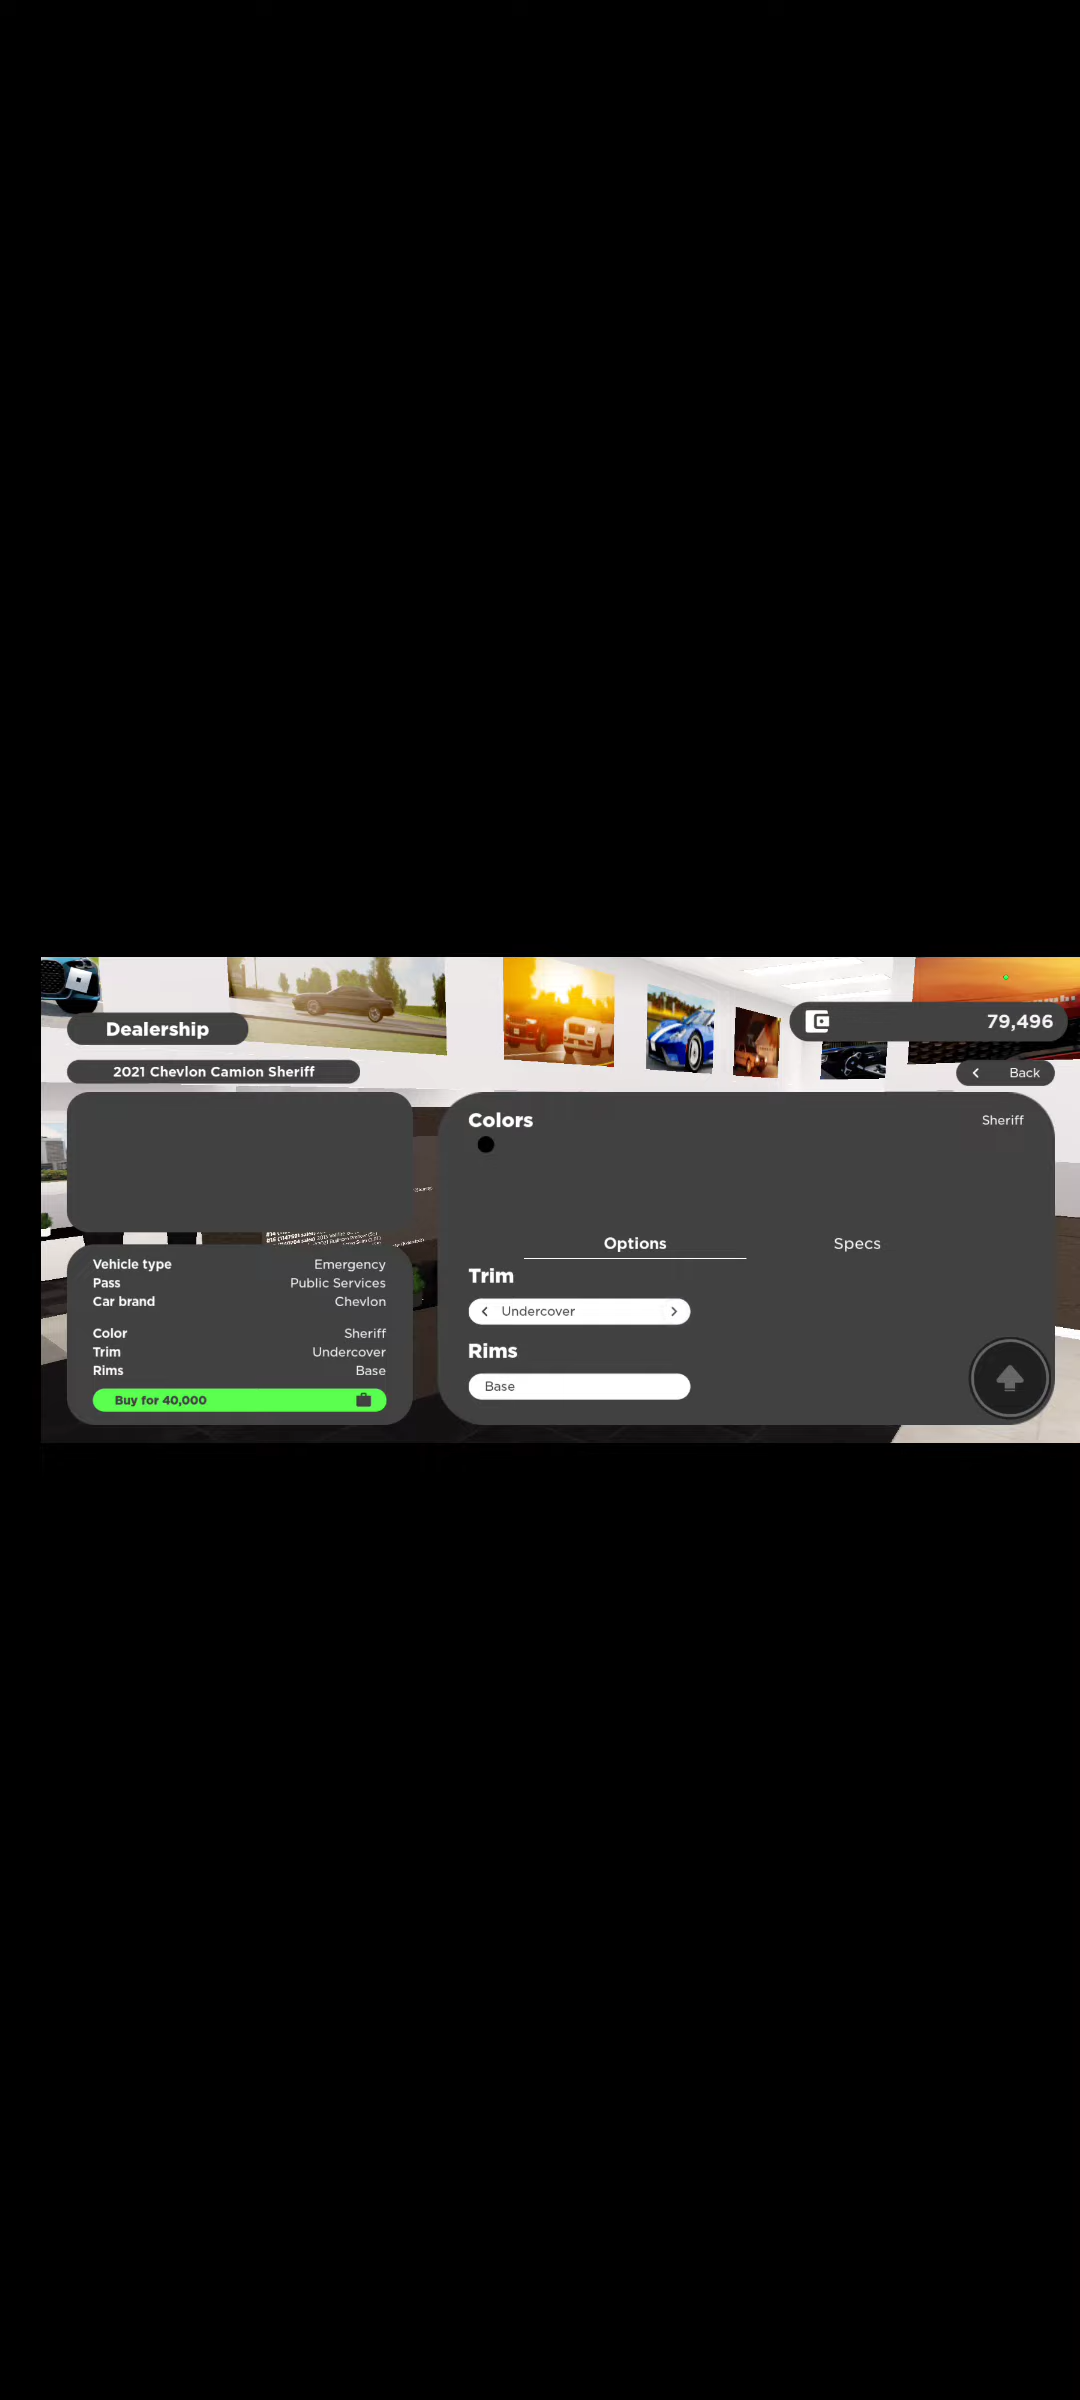 Dealership
79,496
2021 Chevlon Camion Sheriff
Back
Colors
Sheriff
Options
Specs
Vehicle type Emergency
Pass Public Services
Car brand Chevlon
Color Sheriff
Trim Undercover
Rims Base
Buy for 40,000
Trim
Undercover
Rims
Base